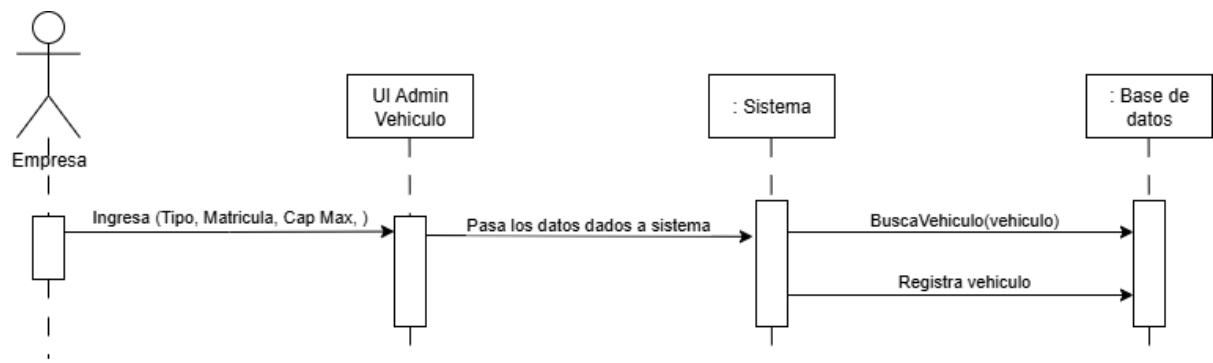 UI Admin
Vehiculo
: Sistema
: Base de
datos
Empresa
Ingresa (Tipo, Matricula, Cap Max, )
Pasa los datos dados a sistema
BuscaVehiculo(vehiculo)
Registra vehiculo